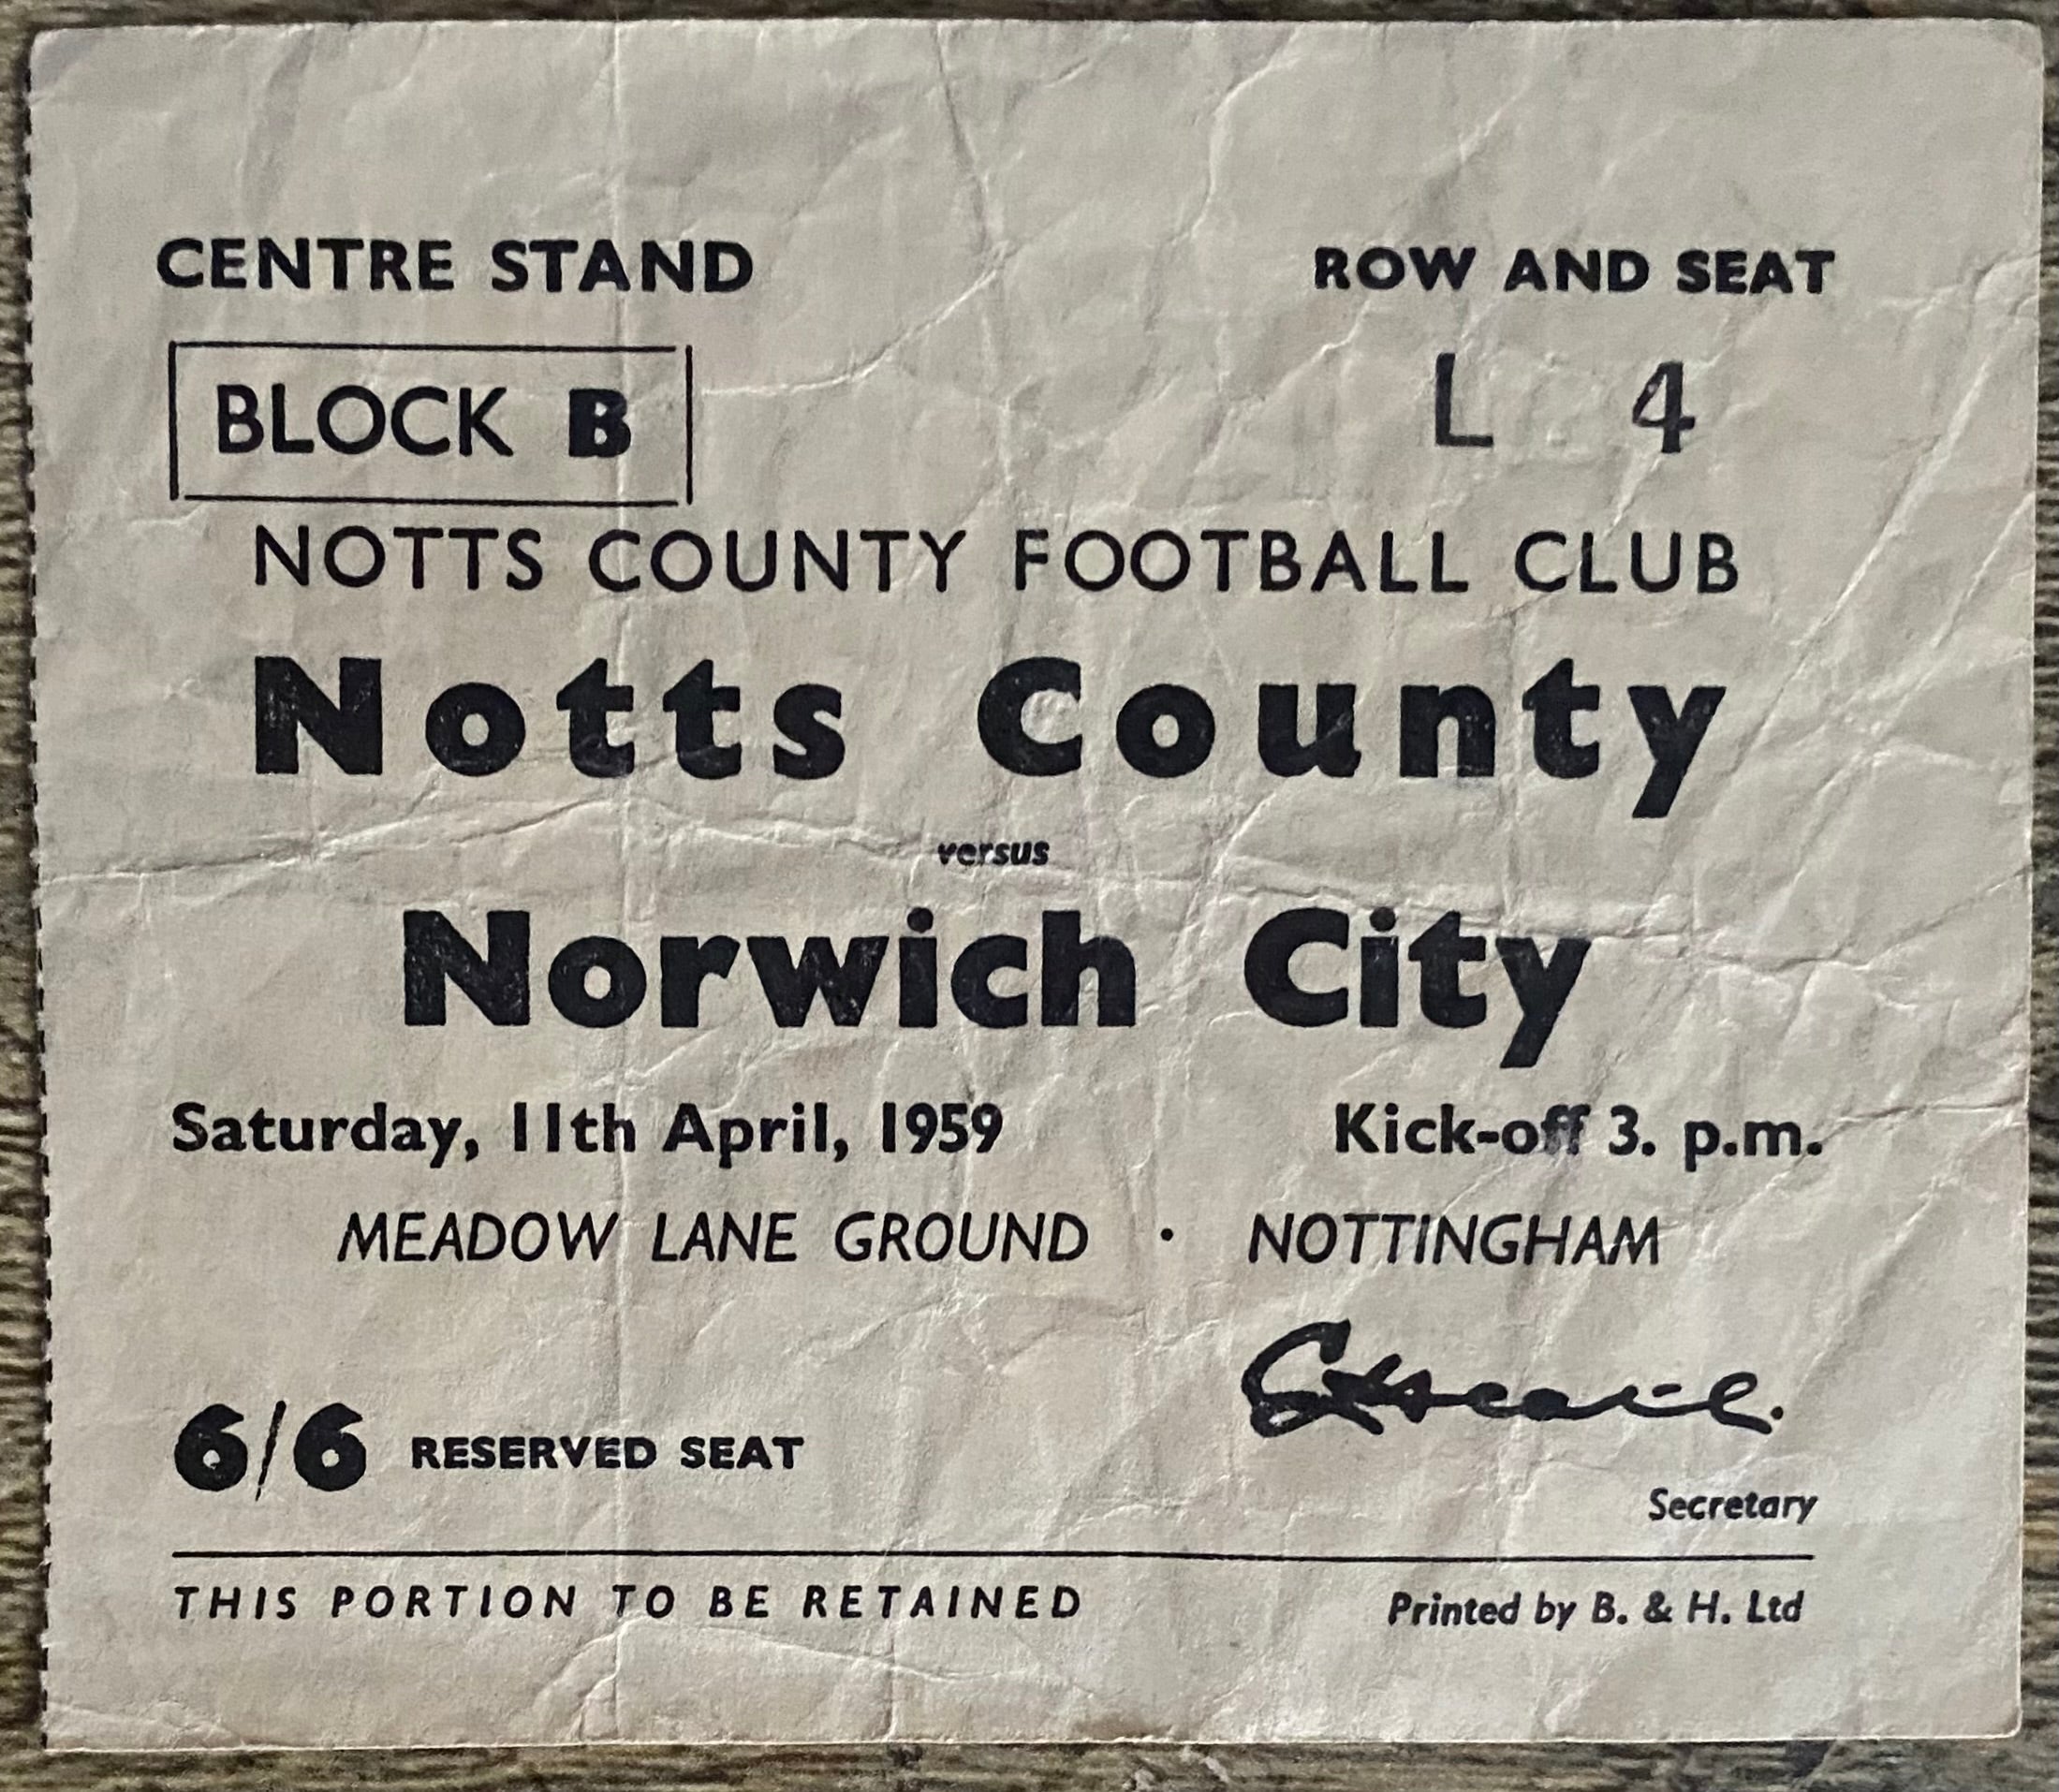 CENTRE STAND
ROW AND SEAT
BLOCK B
L 4
NOTTS COUNTY FOOTBALL CLUB
Notts County
versus
Norwich City
Saturday, 11th April, 1959
Kick-off 3. p.m.
MEADOW LANE GROUND · NOTTINGHAM
6/6 RESERVED SEAT
Secretary
THIS PORTION TO BE RETAINED
Printed by B. & H. Ltd